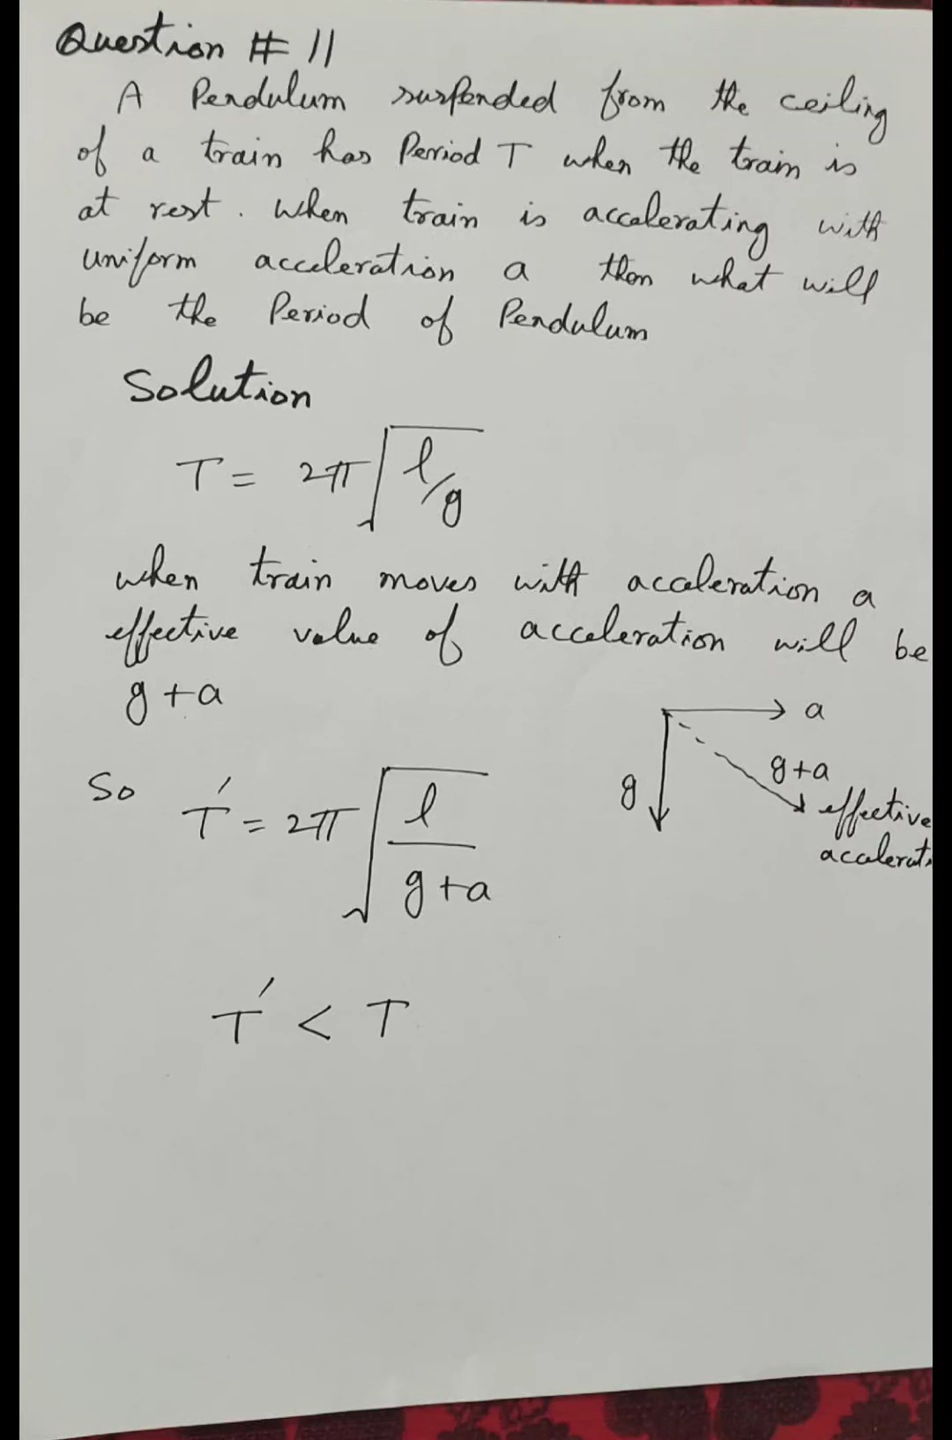 Question # 11
A Pendulum suspended from the ceiling
of a train has Period T when the train is
at rest. When train is accelerating with
uniform acceleration a then what will
be the Period of Pendulum
Solution
T = 2π√(l/g)
when train moves with acceleration a
effective value of acceleration will be
g + a
So T′ = 2π√(l/(g + a))
a
g
g+a
effective
accelerat
T′ < T